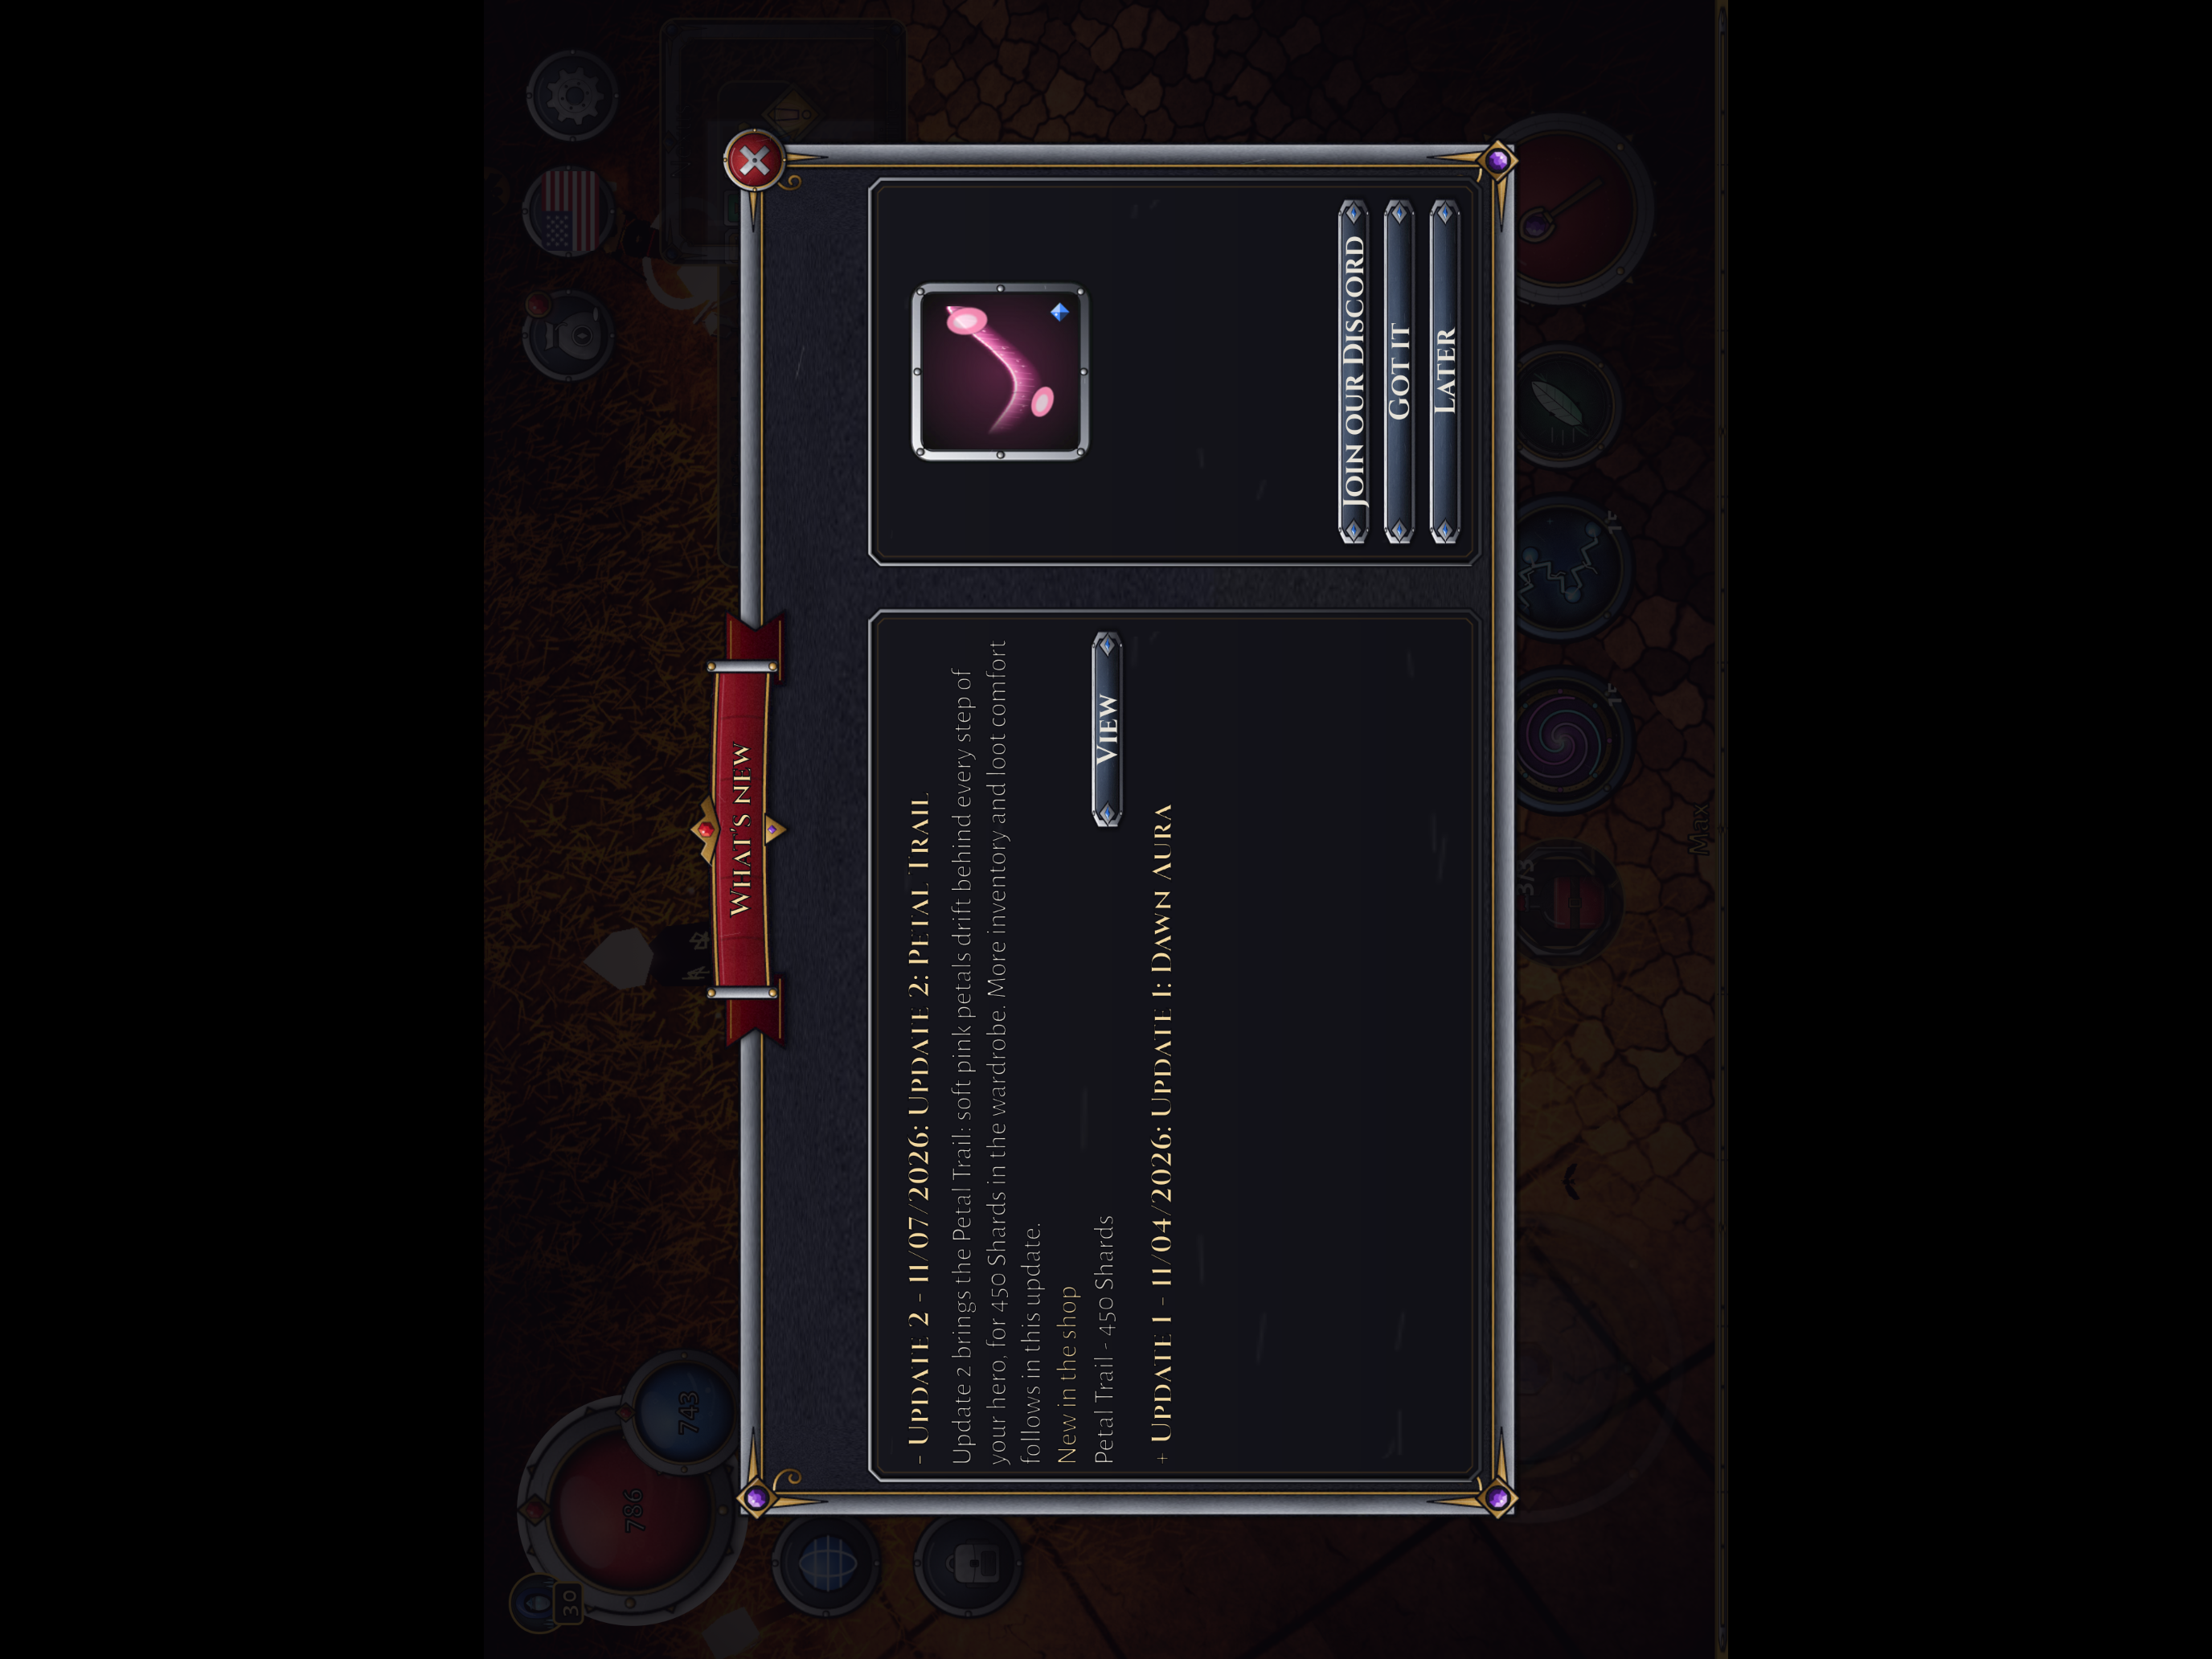 WHAT'S NEW
- UPDATE 2 - 11/07/2026: UPDATE 2: PETAL TRAIL
Update 2 brings the Petal Trail: soft pink petals drift behind every step of
your hero, for 450 Shards in the wardrobe. More inventory and loot comfort
follows in this update.
New in the shop
Petal Trail - 450 Shards
VIEW
+ UPDATE 1 - 11/04/2026: UPDATE 1: DAWN AURA
JOIN OUR DISCORD
GOT IT
LATER
786
743
30
3/3
Max